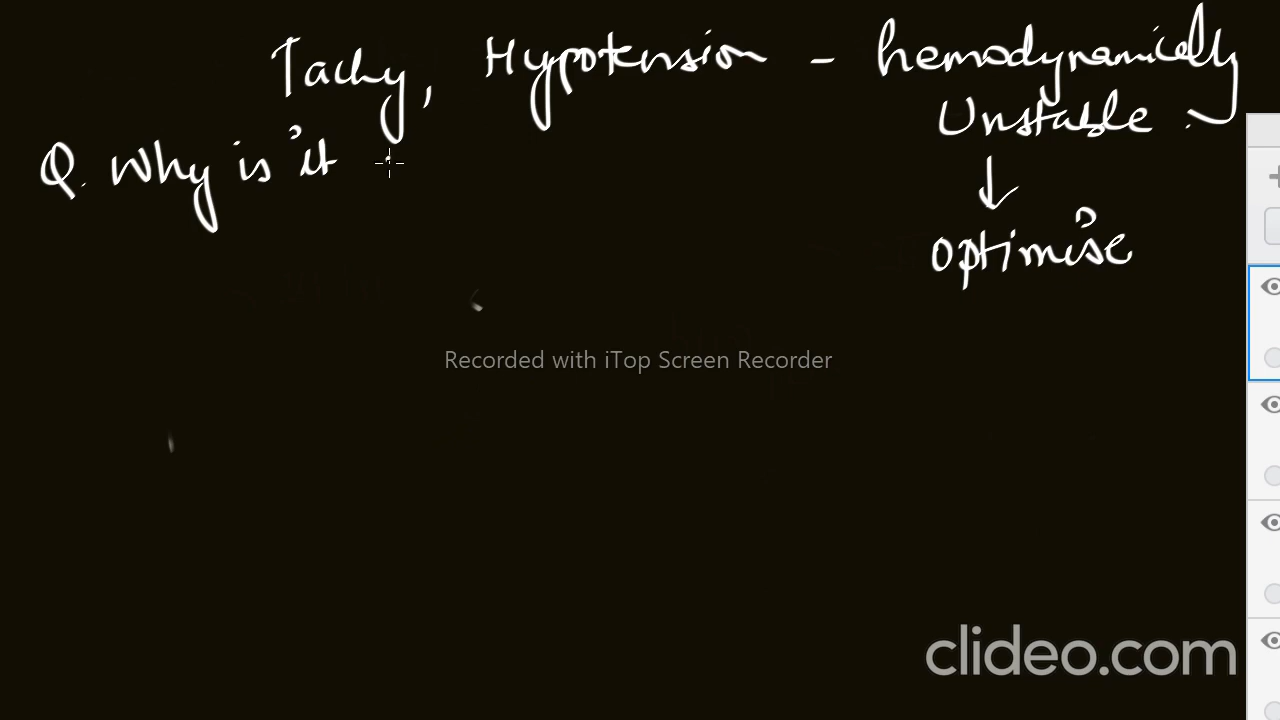 Tachy, Hypotension - hemodynamically
Unstable.
Q. Why is it
↓
optimise
Recorded with iTop Screen Recorder
clideo.com